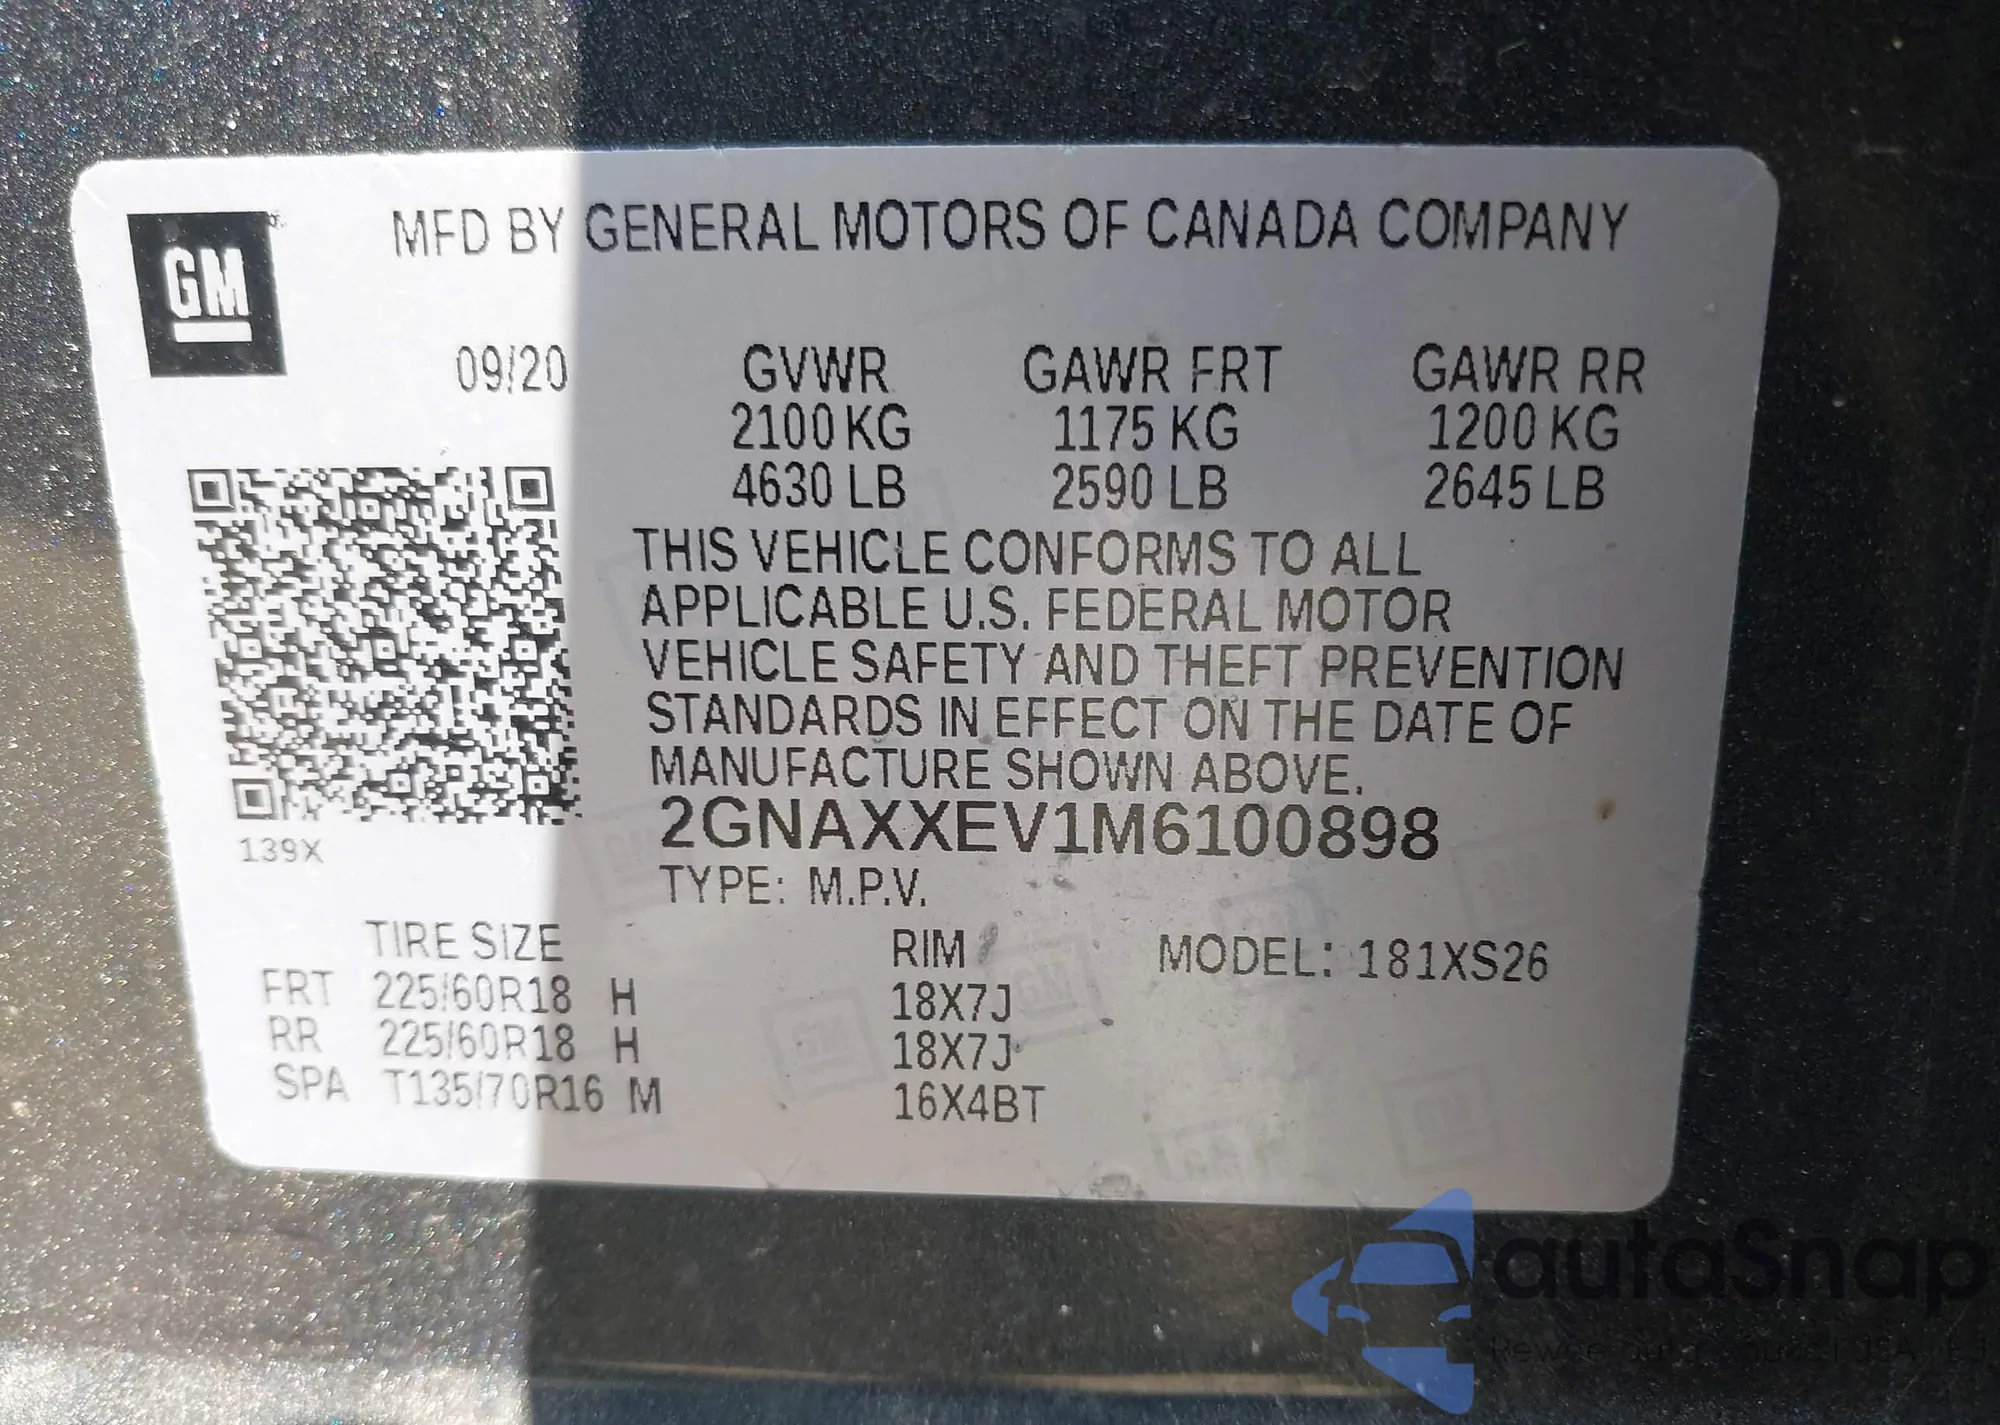 GM
MFD BY GENERAL MOTORS OF CANADA COMPANY
09/20 GVWR GAWR FRT GAWR RR
2100 KG 1175 KG 1200 KG
4630 LB 2590 LB 2645 LB
THIS VEHICLE CONFORMS TO ALL
APPLICABLE U.S. FEDERAL MOTOR
VEHICLE SAFETY AND THEFT PREVENTION
STANDARDS IN EFFECT ON THE DATE OF
MANUFACTURE SHOWN ABOVE.
2GNAXXEV1M6100898
139X
TYPE: M.P.V.
TIRE SIZE RIM MODEL: 181XS26
FRT 225/60R18 H 18X7J
RR 225/60R18 H 18X7J
SPA T135/70R16 M 16X4BT
autaSnap